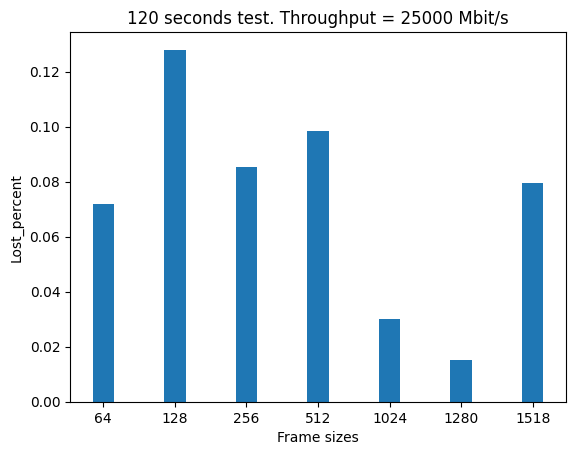 120 seconds test. Throughput = 25000 Mbit/s
Lost_percent
0.12
0.10
0.08
0.06
0.04
0.02
0.00
64 128 256 512 1024 1280 1518
Frame sizes